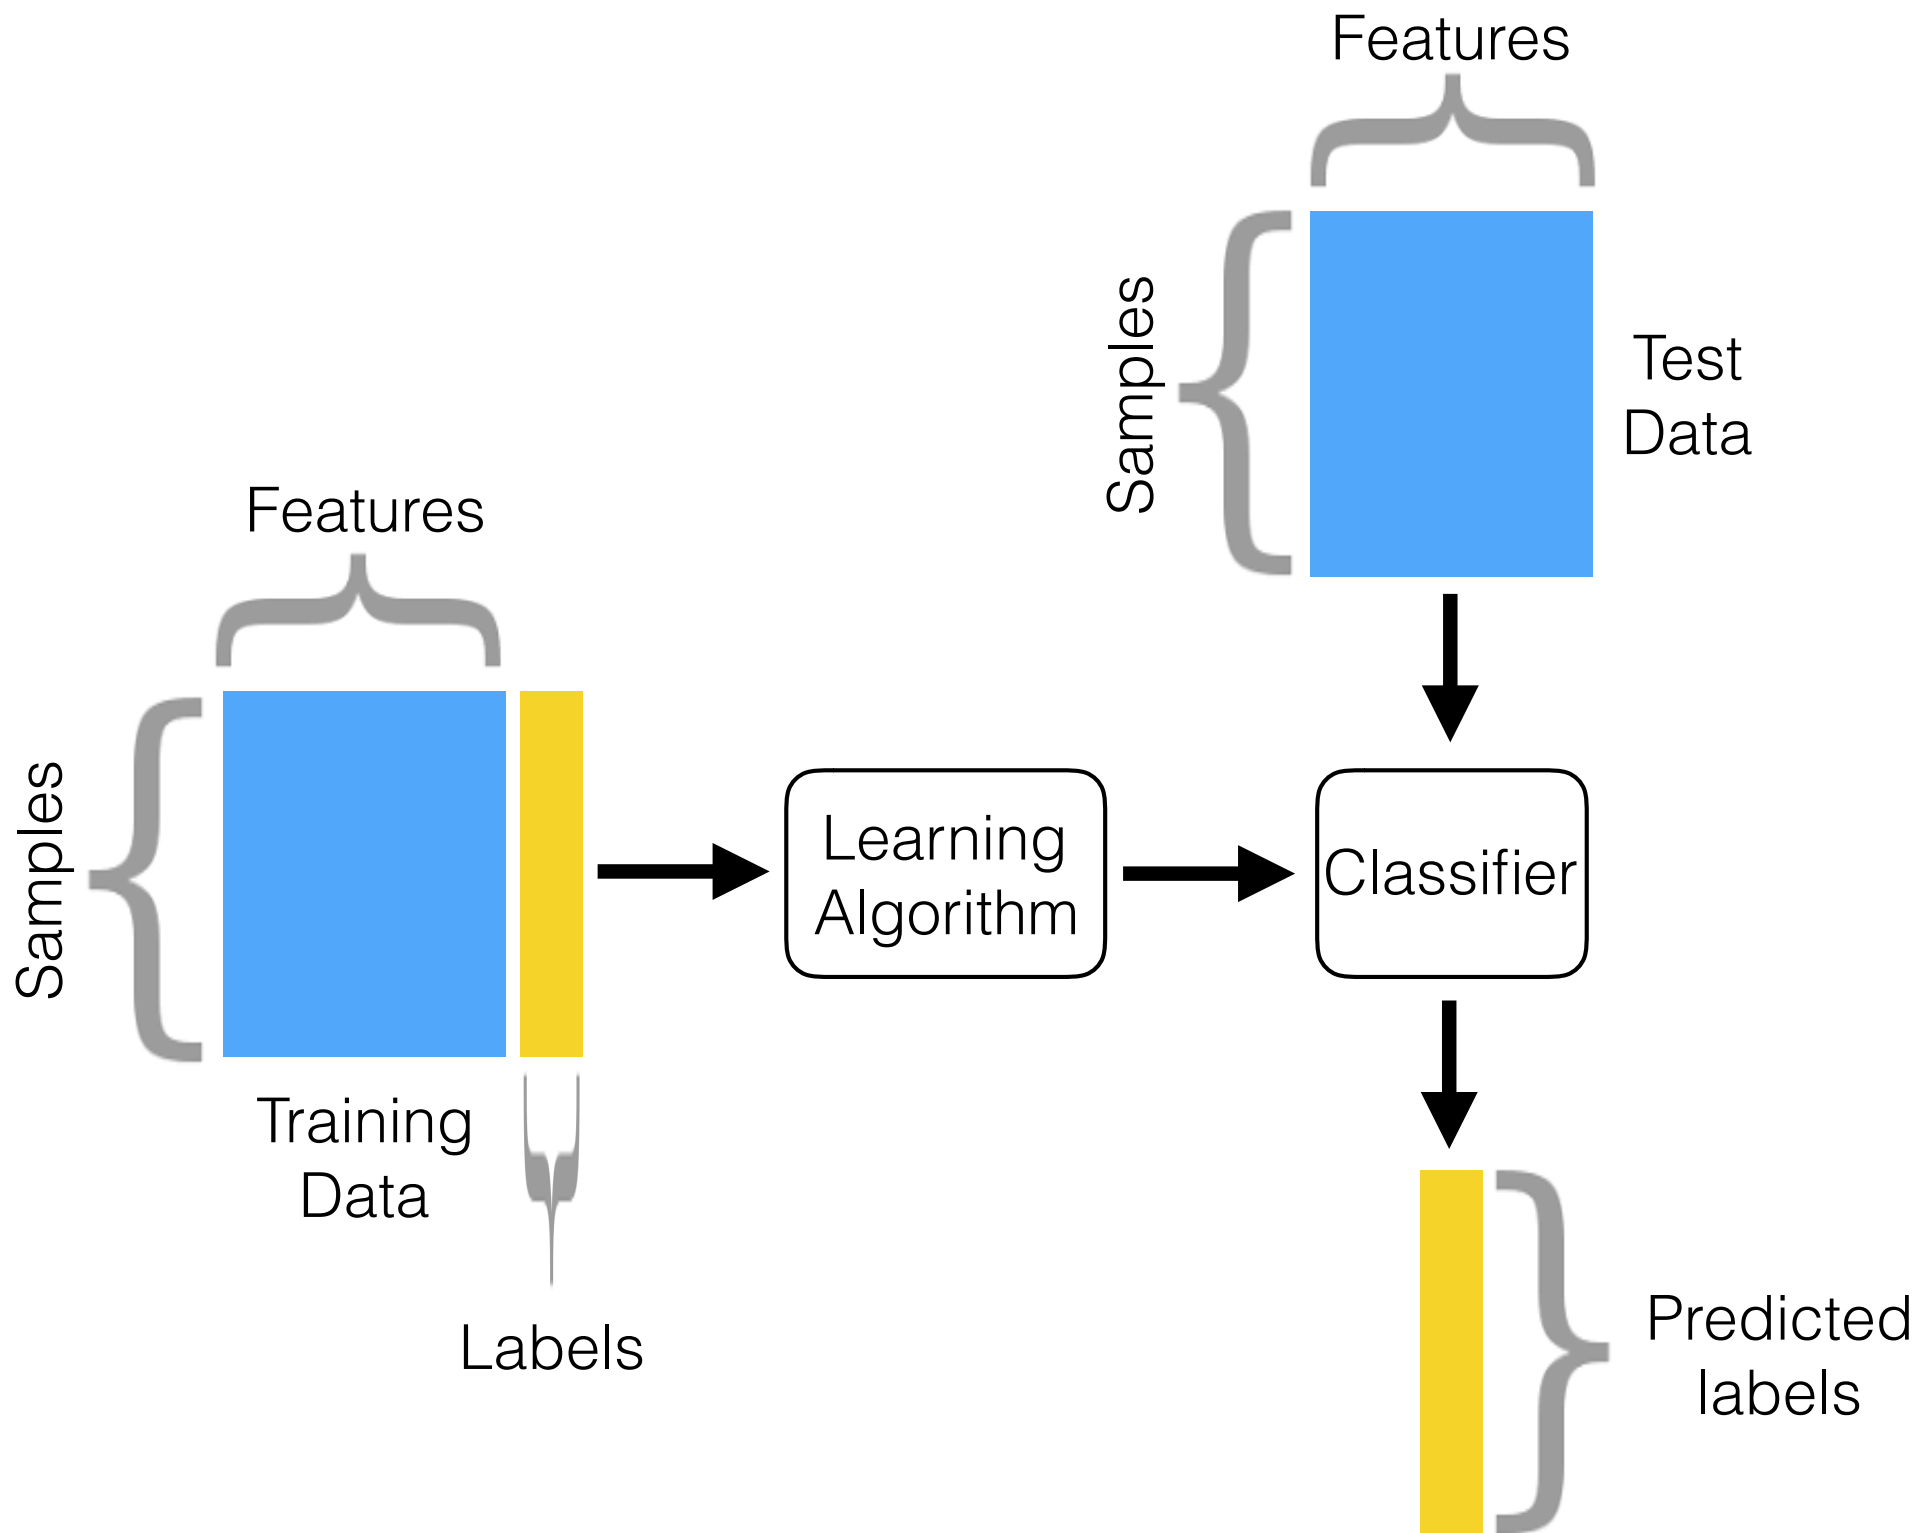 Features
Samples
Test
Data
Features
Samples
Training
Data
Labels
Learning
Algorithm
Classifier
Predicted
labels